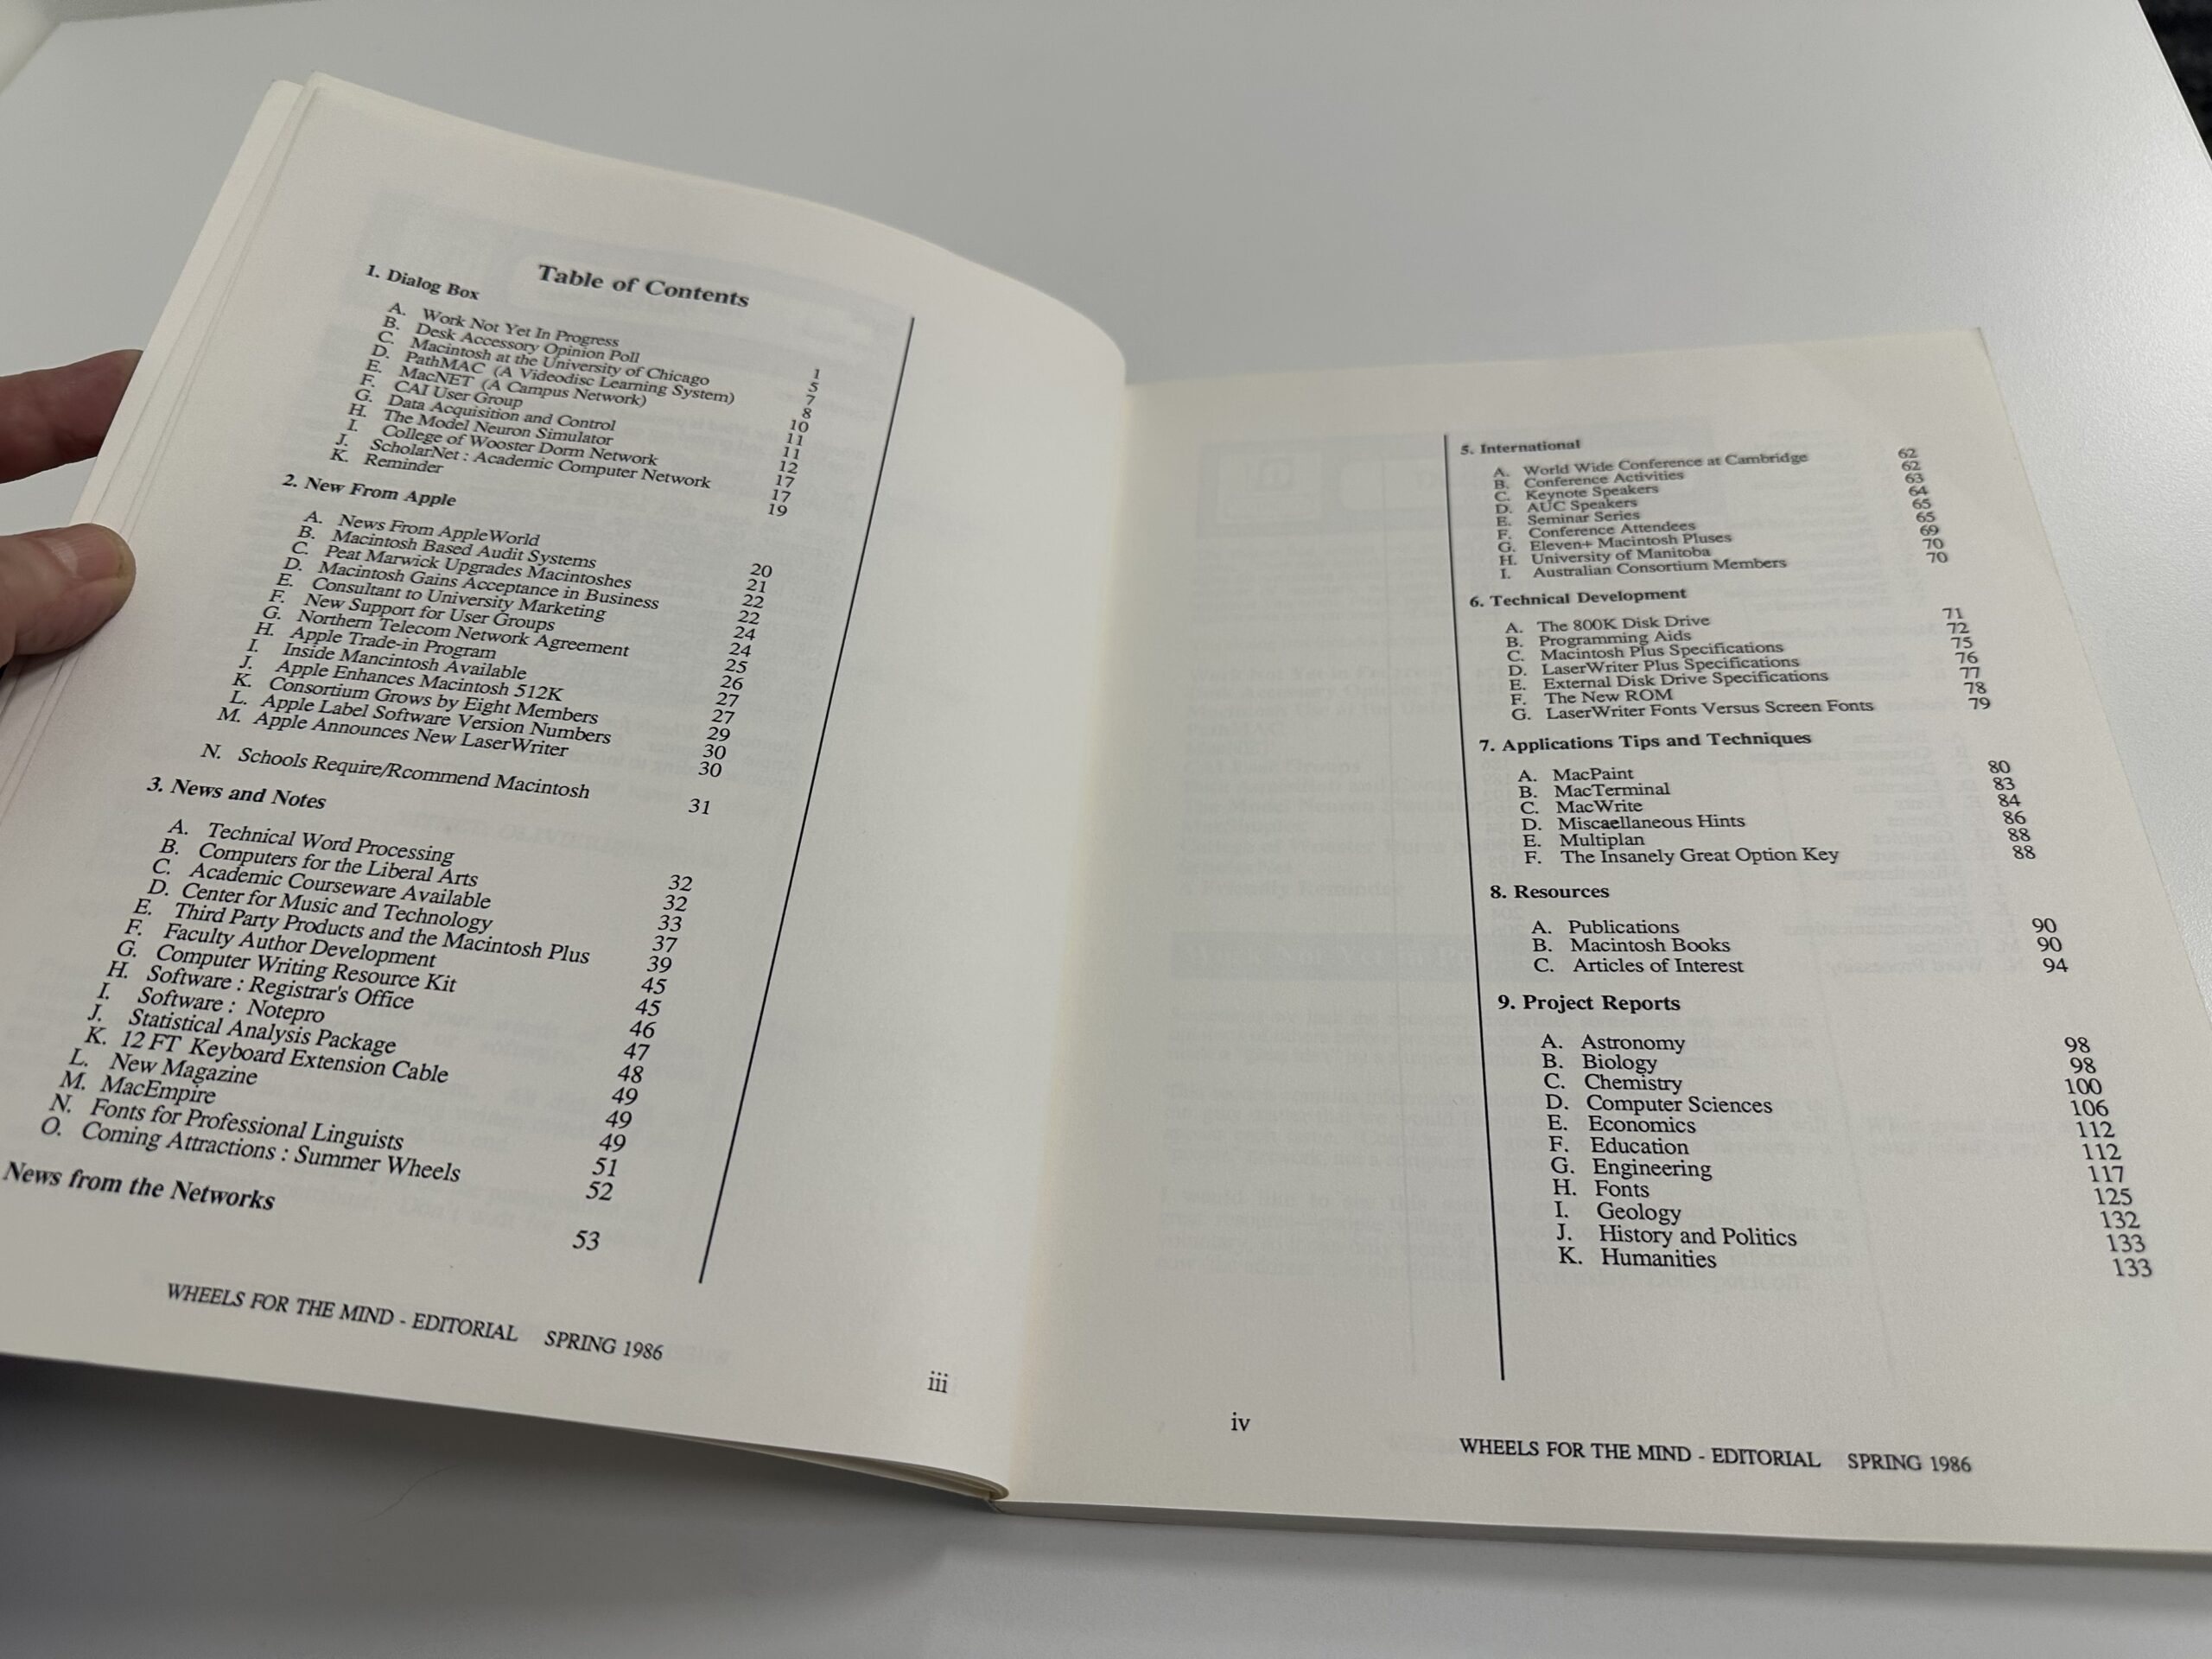 Table of Contents
1. Dialog Box
A. Work Not Yet In Progress 1
B. Desk Accessory Opinion Poll 5
C. Macintosh at the University of Chicago 7
D. PathMAC (A Videodisc Learning System) 8
E. MacNET (A Campus Network) 10
F. CAI User Group 11
G. Data Acquisition and Control 11
H. The Model Neuron Simulator 12
I. College of Wooster Dorm Network 17
J. ScholarNet : Academic Computer Network 17
K. Reminder 19
2. New From Apple
A. News From AppleWorld 20
B. Macintosh Based Audit Systems 21
C. Peat Marwick Upgrades Macintoshes 22
D. Macintosh Gains Acceptance in Business 22
E. Consultant to University Marketing 24
F. New Support for User Groups 24
G. Northern Telecom Network Agreement 25
H. Apple Trade-in Program 26
I. Inside Mancintosh Available 27
J. Apple Enhances Macintosh 512K 27
K. Consortium Grows by Eight Members 29
L. Apple Label Software Version Numbers 30
M. Apple Announces New LaserWriter 30
N. Schools Require/Rcommend Macintosh 31
3. News and Notes
A. Technical Word Processing 32
B. Computers for the Liberal Arts 32
C. Academic Courseware Available 33
D. Center for Music and Technology 37
E. Third Party Products and the Macintosh Plus 39
F. Faculty Author Development 45
G. Computer Writing Resource Kit 45
H. Software : Registrar's Office 46
I. Software : Notepro 47
J. Statistical Analysis Package 48
K. 12 FT Keyboard Extension Cable 49
L. New Magazine 49
M. MacEmpire 49
N. Fonts for Professional Linguists 51
O. Coming Attractions : Summer Wheels 52
News from the Networks 53
WHEELS FOR THE MIND - EDITORIAL SPRING 1986
iii
5. International
A. World Wide Conference at Cambridge 62
B. Conference Activities 62
C. Keynote Speakers 63
D. AUC Speakers 64
E. Seminar Series 65
F. Conference Attendees 65
G. Eleven+ Macintosh Pluses 69
H. University of Manitoba 70
I. Australian Consortium Members 70
6. Technical Development
A. The 800K Disk Drive 71
B. Programming Aids 72
C. Macintosh Plus Specifications 75
D. LaserWriter Plus Specifications 76
E. External Disk Drive Specifications 77
F. The New ROM 78
G. LaserWriter Fonts Versus Screen Fonts 79
7. Applications Tips and Techniques
A. MacPaint 80
B. MacTerminal 83
C. MacWrite 84
D. Miscaellaneous Hints 86
E. Multiplan 88
F. The Insanely Great Option Key 88
8. Resources
A. Publications 90
B. Macintosh Books 90
C. Articles of Interest 94
9. Project Reports
A. Astronomy 98
B. Biology 98
C. Chemistry 100
D. Computer Sciences 106
E. Economics 112
F. Education 112
G. Engineering 117
H. Fonts 125
I. Geology 132
J. History and Politics 133
K. Humanities 133
iv
WHEELS FOR THE MIND - EDITORIAL SPRING 1986